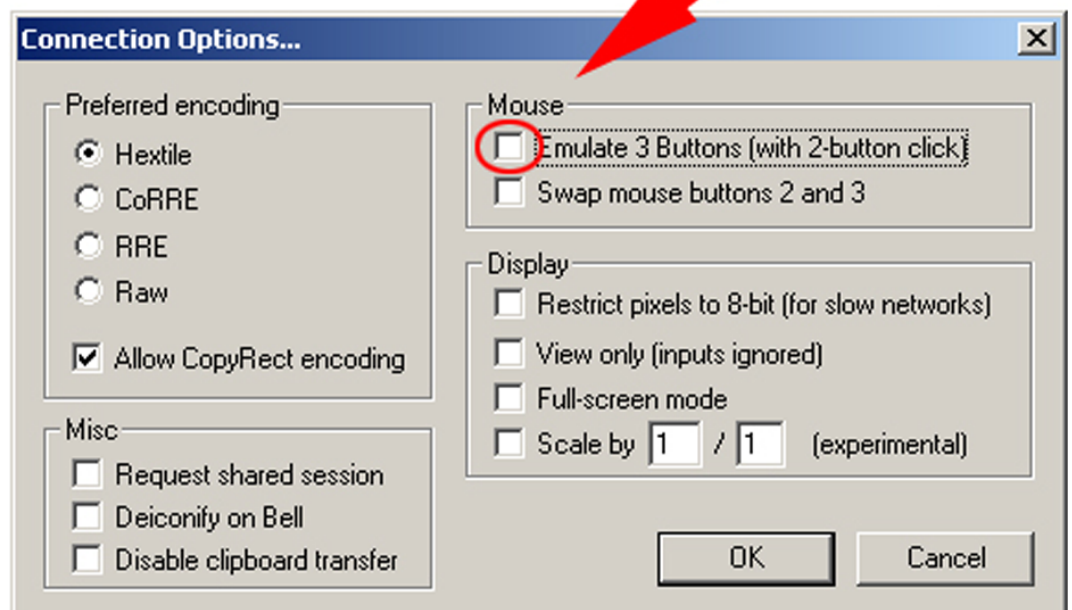 Connection Options...
Preferred encoding
Hextile
CoRRE
RRE
Raw
Allow CopyRect encoding
Misc
Request shared session
Deiconify on Bell
Disable clipboard transfer
Mouse
Emulate 3 Buttons (with 2-button click)
Swap mouse buttons 2 and 3
Display
Restrict pixels to 8-bit (for slow networks)
View only (inputs ignored)
Full-screen mode
Scale by 1 / 1 (experimental)
OK Cancel